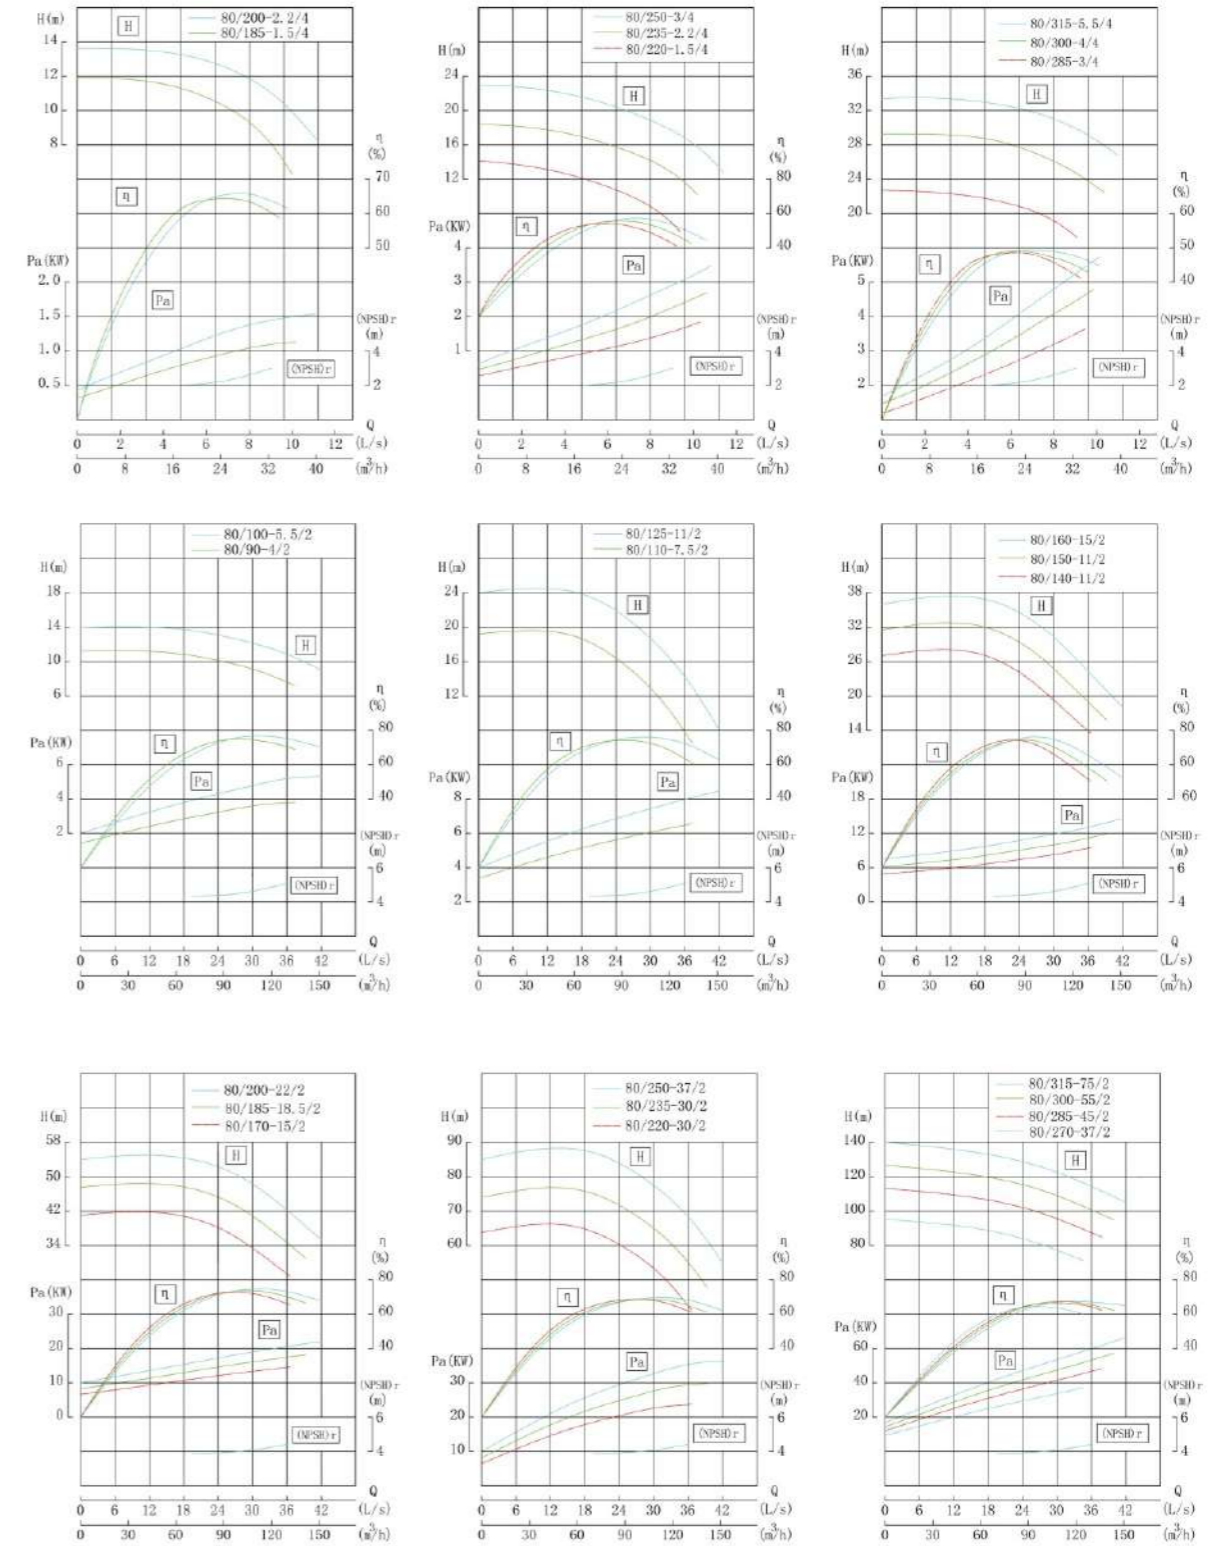 H(m)
80/200-2.2/4
80/185-1.5/4
14
12
10
8
H
η
(%)
70
60
50
η
Pa(KW)
2.0
1.5
1.0
0.5
Pa
(NPSH)r
(m)
4
2
(NPSH)r
Q
0 2 4 6 8 10 12 (L/s)
0 8 16 24 32 40 (m³/h)
80/250-3/4
80/235-2.2/4
80/220-1.5/4
H(m)
24
20
16
12
H
η
(%)
80
60
40
η
Pa(KW)
4
3
2
1
Pa
(NPSH)r
(m)
4
2
(NPSH)r
Q
0 2 4 6 8 10 12 (L/s)
0 8 16 24 32 40 (m³/h)
80/315-5.5/4
80/300-4/4
80/285-3/4
H(m)
36
32
28
24
20
H
η
(%)
60
50
40
η
Pa(KW)
5
4
3
2
Pa
(NPSH)r
(m)
4
2
(NPSH)r
Q
0 2 4 6 8 10 12 (L/s)
0 8 16 24 32 40 (m³/h)
80/100-5.5/2
80/90-4/2
H(m)
18
14
10
6
H
η
(%)
80
60
40
η
Pa(KW)
6
4
2
Pa
(NPSH)r
(m)
6
4
(NPSH)r
Q
0 6 12 18 24 30 36 42 (L/s)
0 30 60 90 120 150 (m³/h)
80/125-11/2
80/110-7.5/2
H(m)
24
20
16
12
H
η
(%)
80
60
40
η
Pa(KW)
8
6
4
2
Pa
(NPSH)r
(m)
6
4
(NPSH)r
Q
0 6 12 18 24 30 36 42 (L/s)
0 30 60 90 120 150 (m³/h)
80/160-15/2
80/150-11/2
80/140-11/2
H(m)
38
32
26
20
14
H
η
(%)
80
60
60
η
Pa(KW)
18
12
6
0
Pa
(NPSH)r
(m)
6
4
(NPSH)r
Q
0 6 12 18 24 30 36 42 (L/s)
0 30 60 90 120 150 (m³/h)
80/200-22/2
80/185-18.5/2
80/170-15/2
H(m)
58
50
42
34
H
η
(%)
80
60
40
η
Pa(KW)
30
20
10
0
Pa
(NPSH)r
(m)
6
4
(NPSH)r
Q
0 6 12 18 24 30 36 42 (L/s)
0 30 60 90 120 150 (m³/h)
80/250-37/2
80/235-30/2
80/220-30/2
H(m)
90
80
70
60
H
η
(%)
80
60
40
η
Pa(KW)
30
20
10
Pa
(NPSH)r
(m)
6
4
(NPSH)r
Q
0 12 18 24 30 36 42 (L/s)
0 30 60 90 120 150 (m³/h)
80/315-75/2
80/300-55/2
80/285-45/2
80/270-37/2
H(m)
140
120
100
80
H
η
(%)
80
60
40
η
Pa(KW)
60
40
20
Pa
(NPSH)r
(m)
6
4
(NPSH)r
Q
0 6 12 18 24 30 36 42 (L/s)
0 30 60 90 120 150 (m³/h)